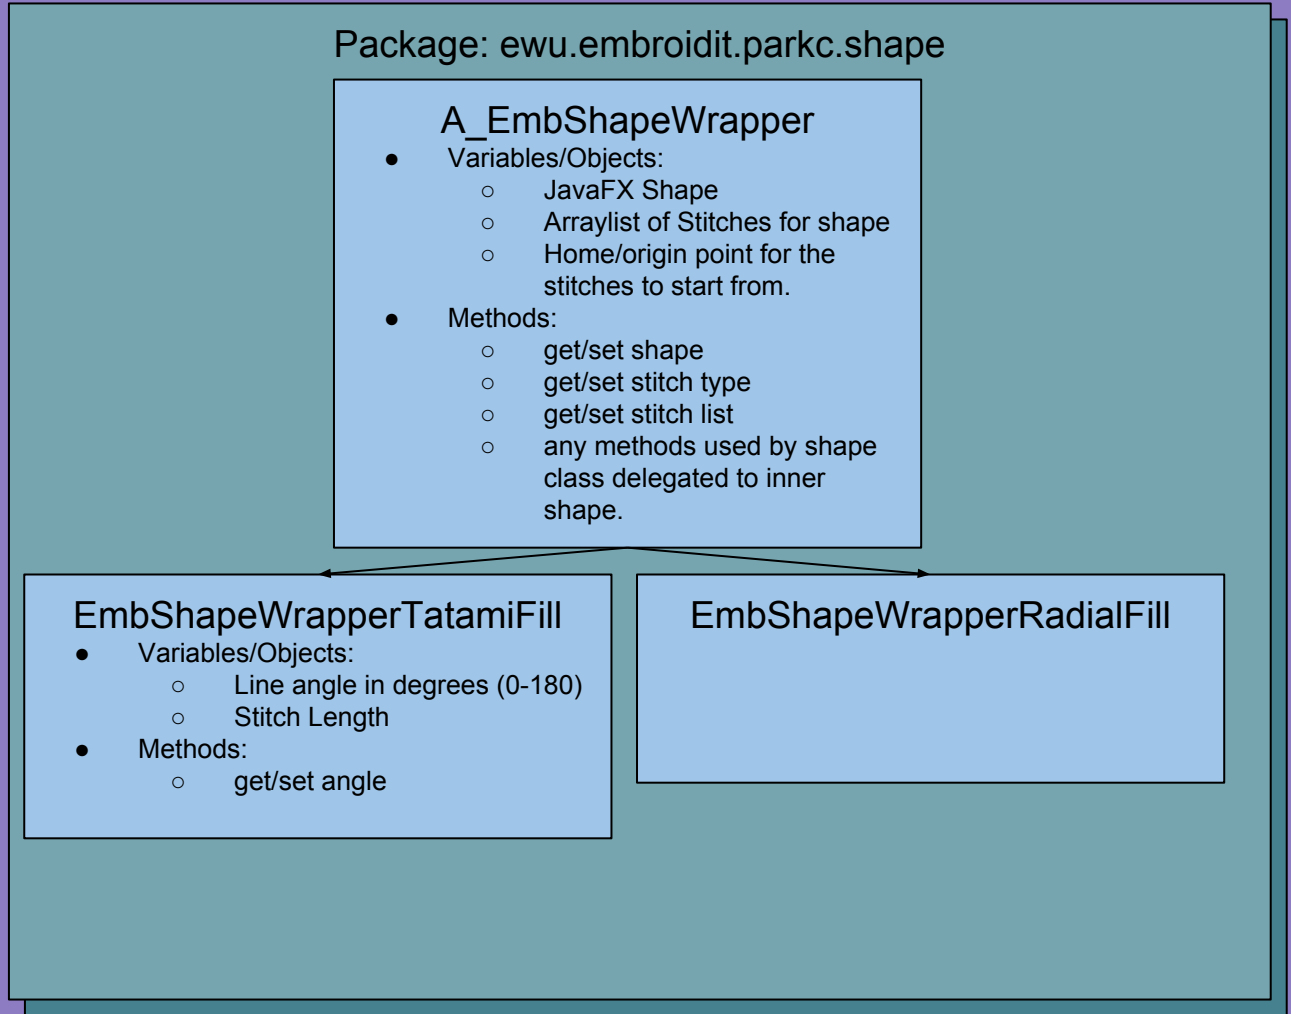 Package: ewu.embroidit.parkc.shape
A_EmbShapeWrapper
● Variables/Objects:
○ JavaFX Shape
○ Arraylist of Stitches for shape
○ Home/origin point for the
stitches to start from.
● Methods:
○ get/set shape
○ get/set stitch type
○ get/set stitch list
○ any methods used by shape
class delegated to inner
shape.
EmbShapeWrapperTatamiFill
● Variables/Objects:
○ Line angle in degrees (0-180)
○ Stitch Length
● Methods:
○ get/set angle
EmbShapeWrapperRadialFill